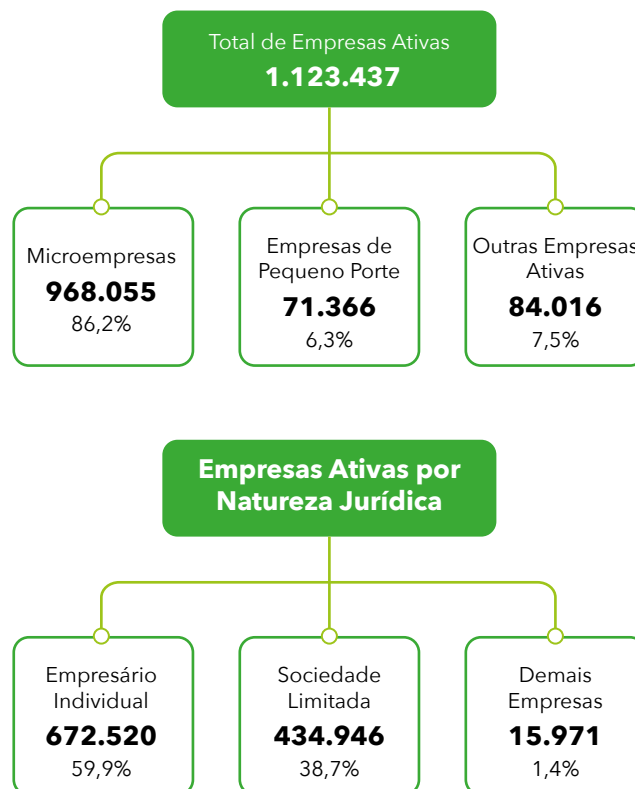 Total de Empresas Ativas
1.123.437
Microempresas
968.055
86,2%
Empresas de
Pequeno Porte
71.366
6,3%
Outras Empresas
Ativas
84.016
7,5%
Empresas Ativas por
Natureza Jurídica
Empresário
Individual
672.520
59,9%
Sociedade
Limitada
434.946
38,7%
Demais
Empresas
15.971
1,4%